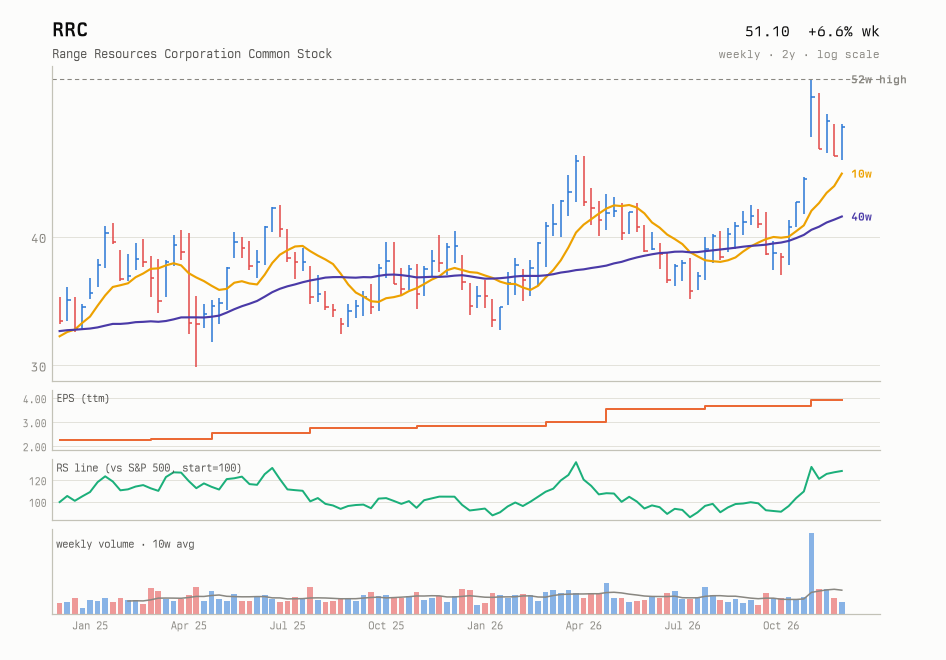 RRC
51.10 +6.6% wk
Range Resources Corporation Common Stock
weekly · 2y · log scale
52w high
10w
40w
40
30
EPS (ttm)
4.00
3.00
2.00
RS line (vs S&P 500, start=100)
120
100
weekly volume · 10w avg
Jan 25 Apr 25 Jul 25 Oct 25 Jan 26 Apr 26 Jul 26 Oct 26